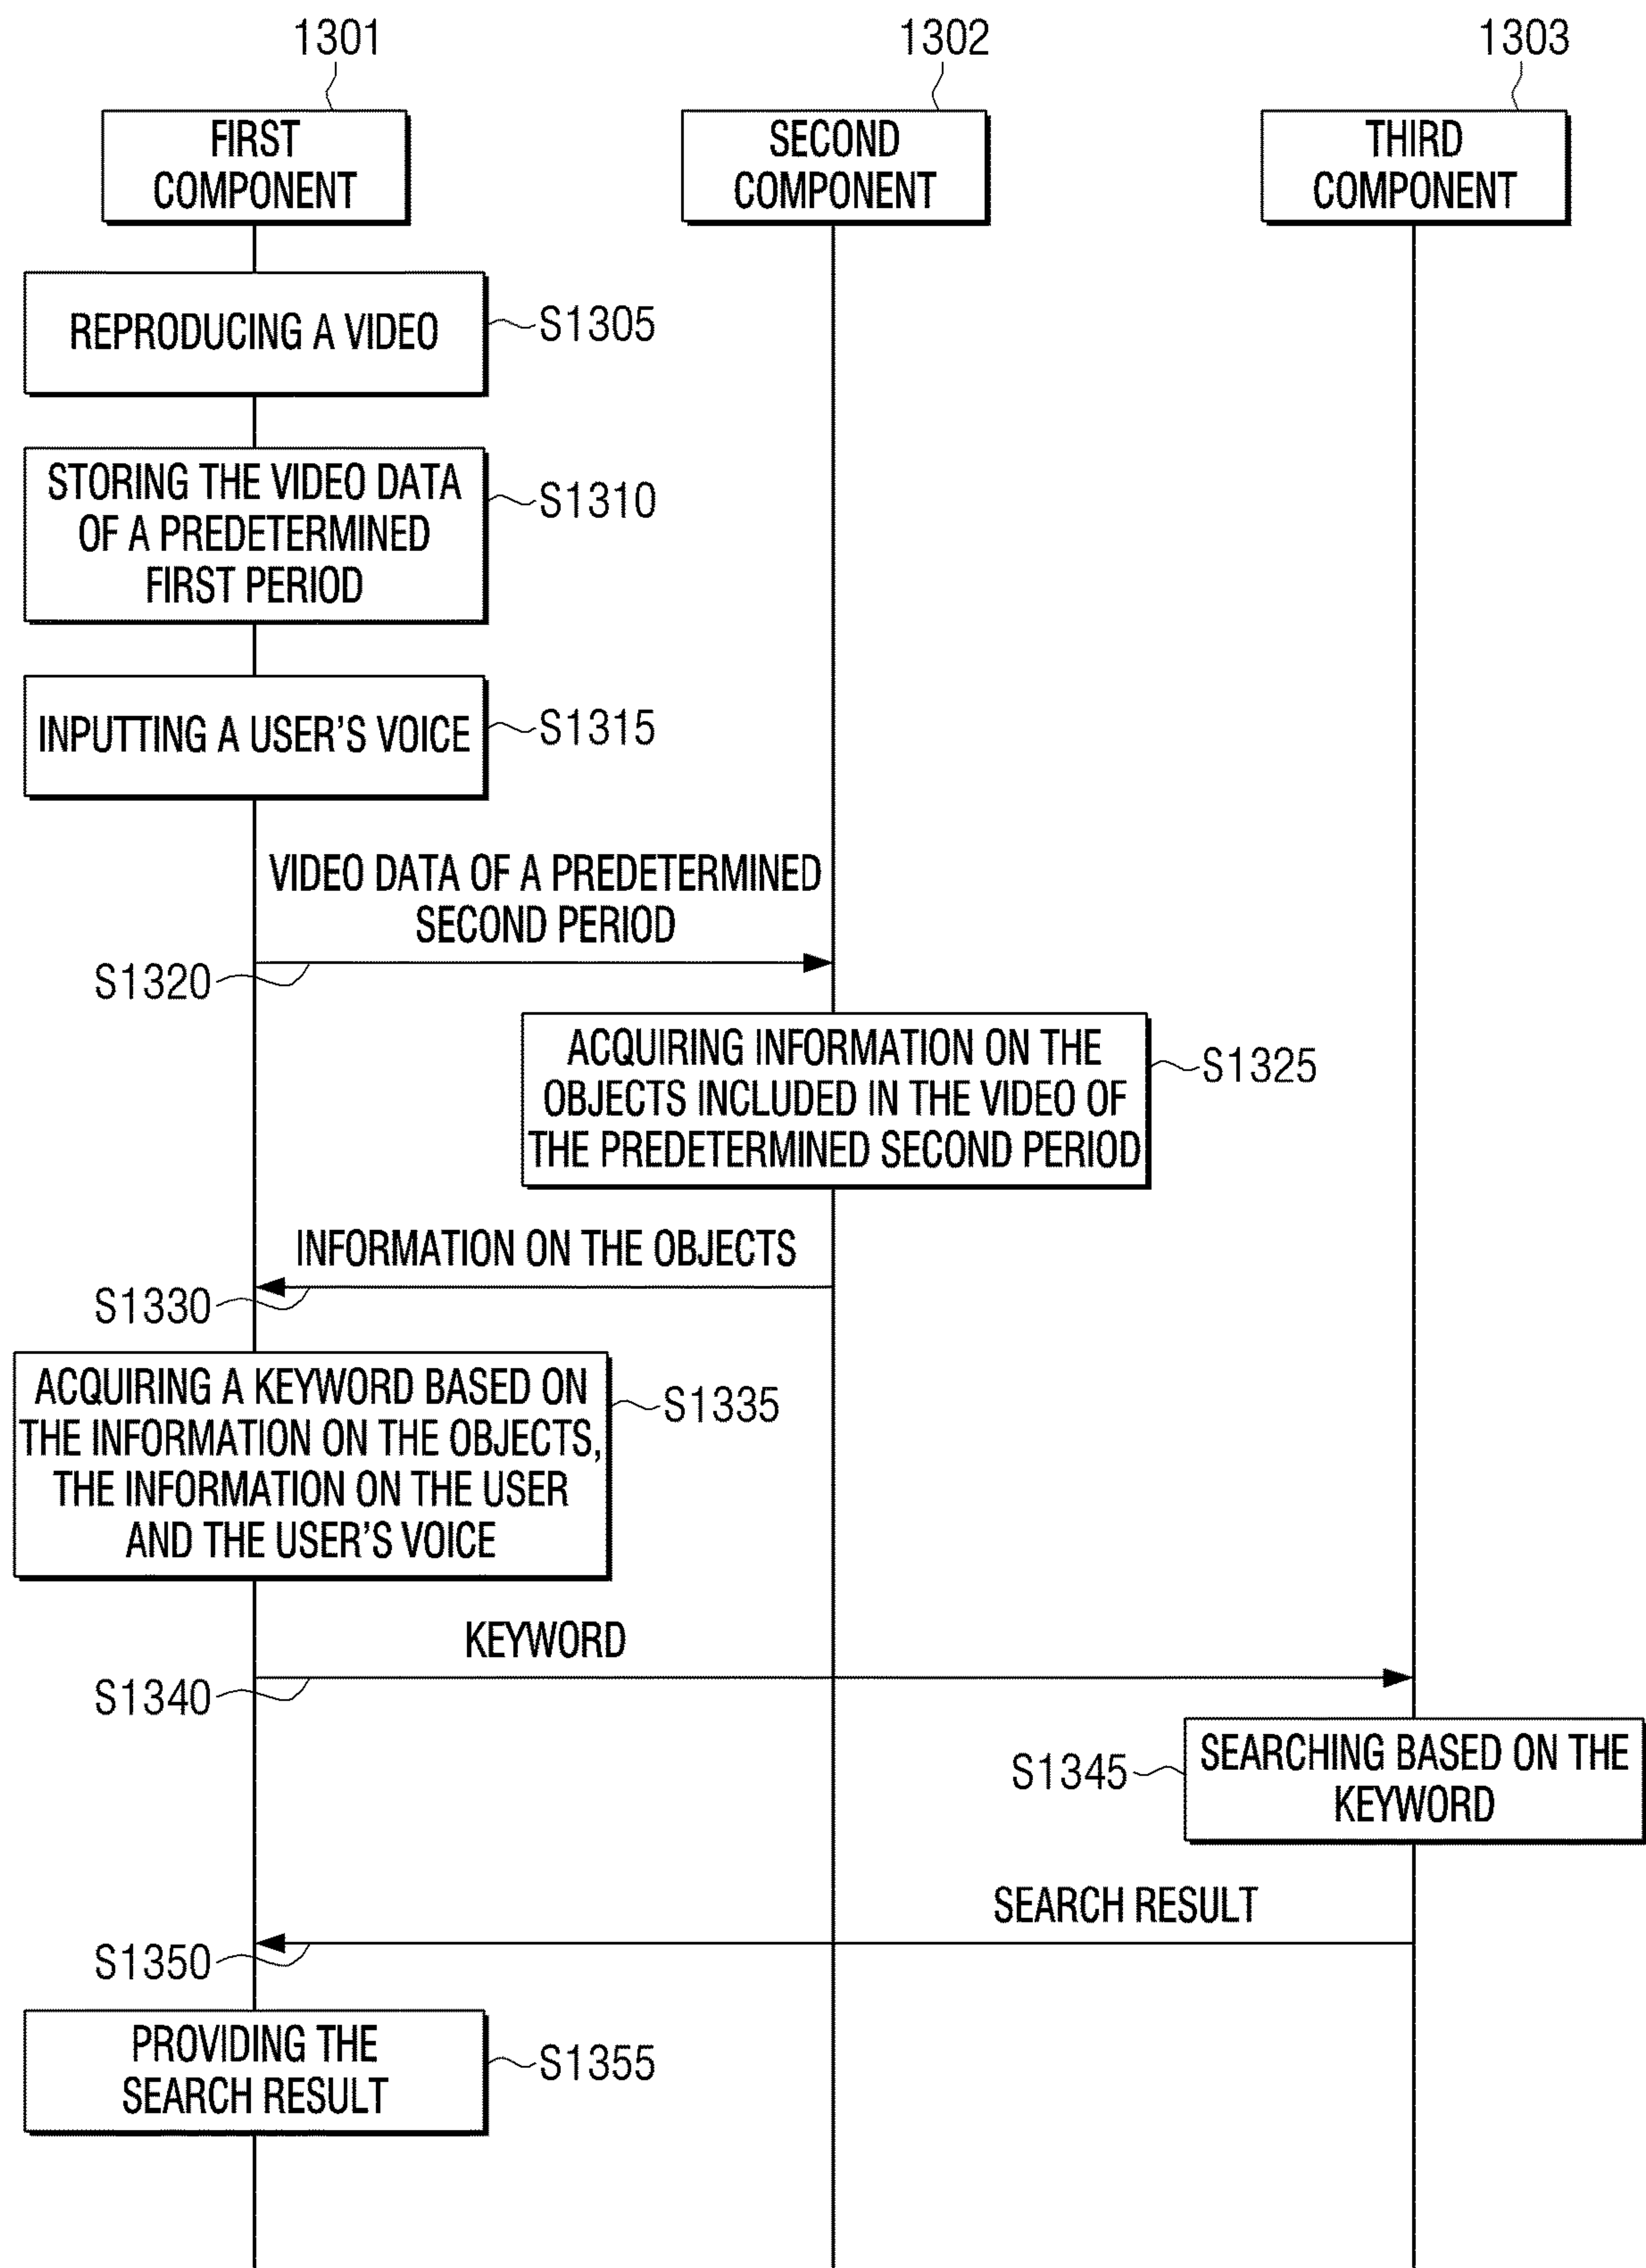 1301
1302
1303
FIRST
COMPONENT
SECOND
COMPONENT
THIRD
COMPONENT
REPRODUCING A VIDEO
S1305
STORING THE VIDEO DATA
OF A PREDETERMINED
FIRST PERIOD
S1310
INPUTTING A USER'S VOICE
S1315
VIDEO DATA OF A PREDETERMINED
SECOND PERIOD
S1320
ACQUIRING INFORMATION ON THE
OBJECTS INCLUDED IN THE VIDEO OF
THE PREDETERMINED SECOND PERIOD
S1325
INFORMATION ON THE OBJECTS
S1330
ACQUIRING A KEYWORD BASED ON
THE INFORMATION ON THE OBJECTS,
THE INFORMATION ON THE USER
AND THE USER'S VOICE
S1335
KEYWORD
S1340
S1345
SEARCHING BASED ON THE
KEYWORD
SEARCH RESULT
S1350
PROVIDING THE
SEARCH RESULT
S1355